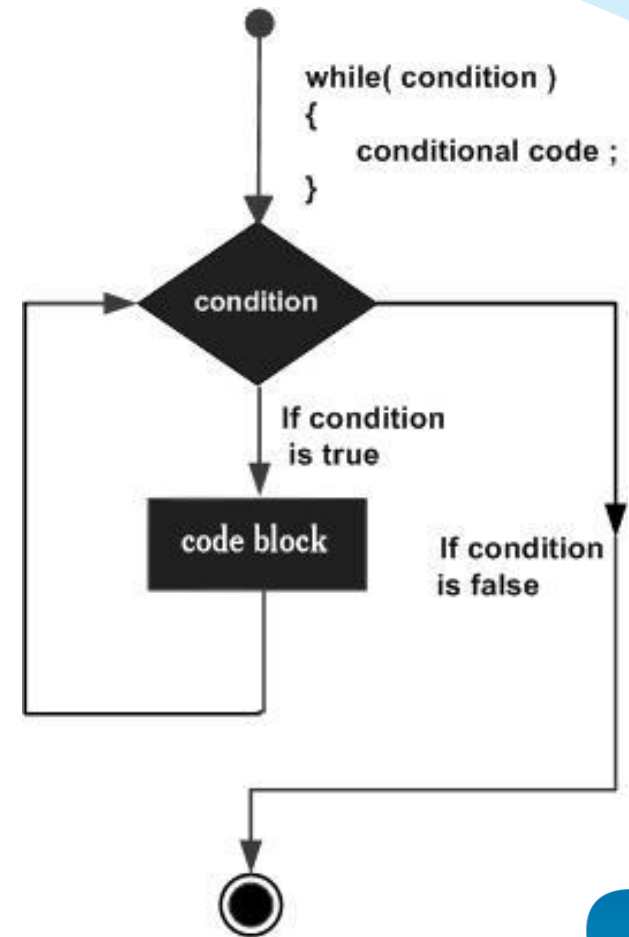 while( condition )
{
conditional code ;
}
condition
If condition
is true
code block
If condition
is false